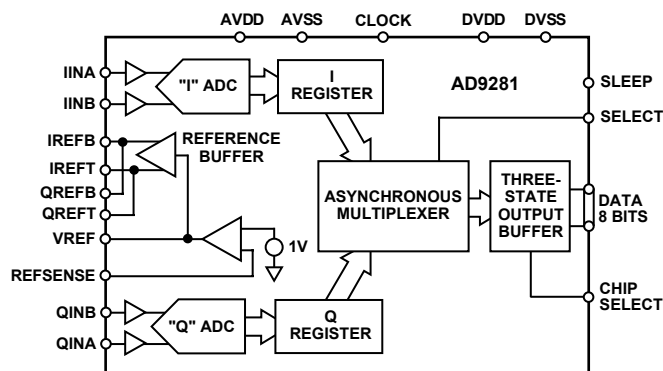 AVDD AVSS CLOCK DVDD DVSS
IINA
IINB
"I" ADC
I
REGISTER
AD9281
SLEEP
SELECT
IREFB
IREFT
QREFB
QREFT
VREF
REFSENSE
REFERENCE
BUFFER
1V
ASYNCHRONOUS
MULTIPLEXER
THREE-
STATE
OUTPUT
BUFFER
DATA
8 BITS
CHIP
SELECT
QINB
QINA
"Q" ADC
Q
REGISTER